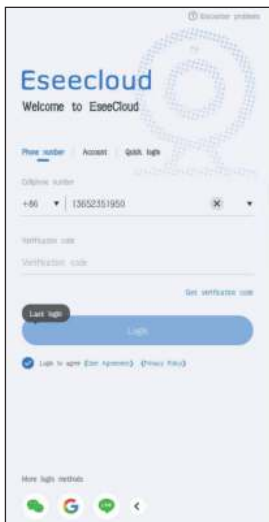 Encounter problems
Eseecloud
Welcome to EseeCloud
Phone number Account Quick login
Cellphone number
+86 13652351950
Verification code
Verification code
Get verification code
Last login
Login
Login to agree 《User Agreement》 《Privacy Policy》
More login methods